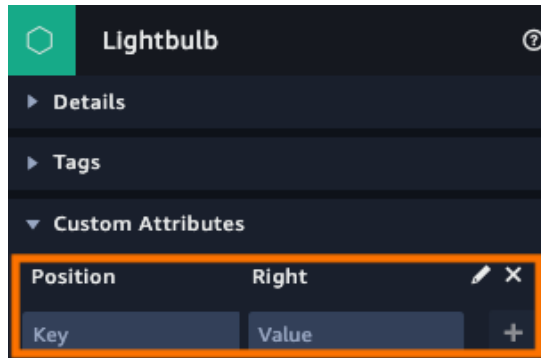 Lightbulb ?
Details
Tags
Custom Attributes
Position Right
Key Value +